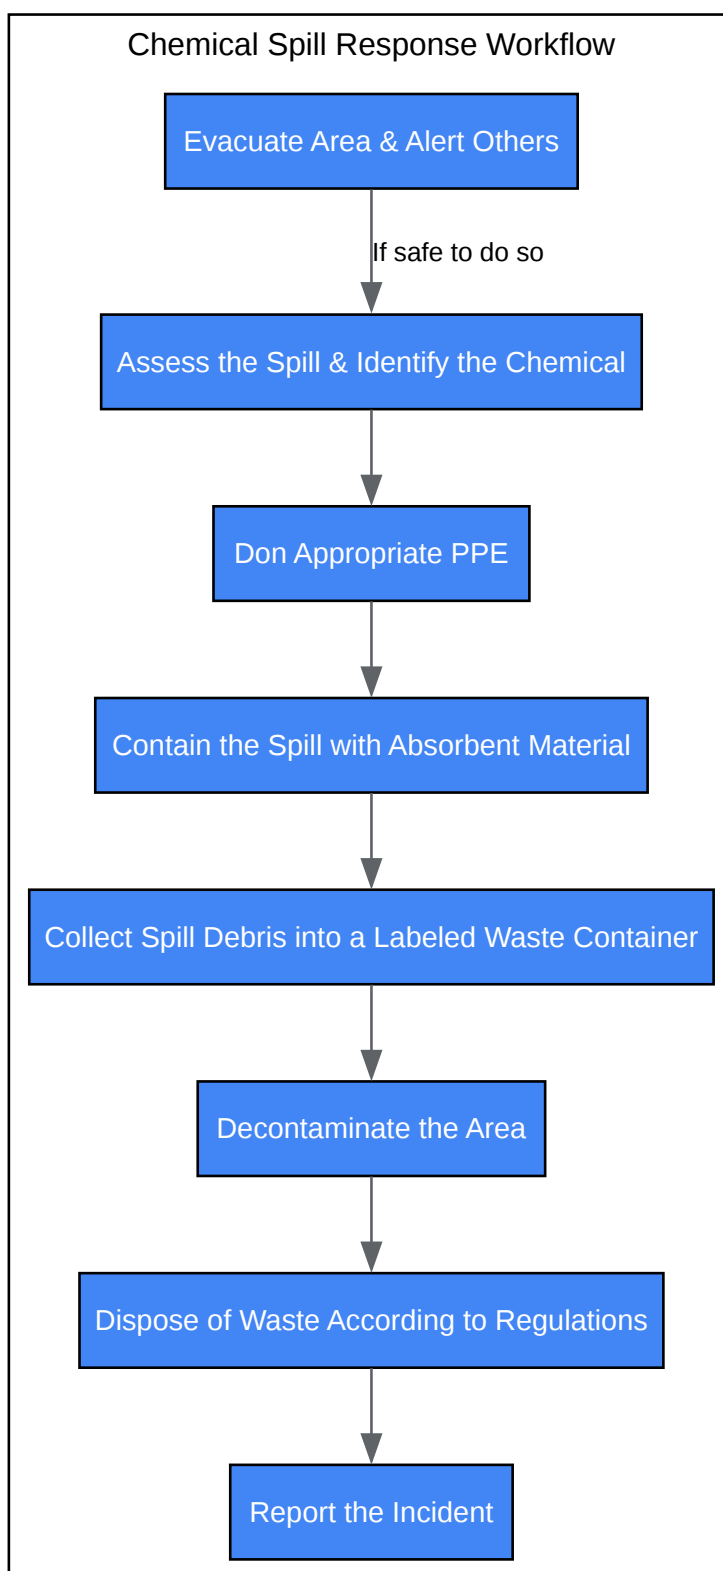 Chemical Spill Response Workflow
Evacuate Area & Alert Others
If safe to do so
Assess the Spill & Identify the Chemical
Don Appropriate PPE
Contain the Spill with Absorbent Material
Collect Spill Debris into a Labeled Waste Container
Decontaminate the Area
Dispose of Waste According to Regulations
Report the Incident